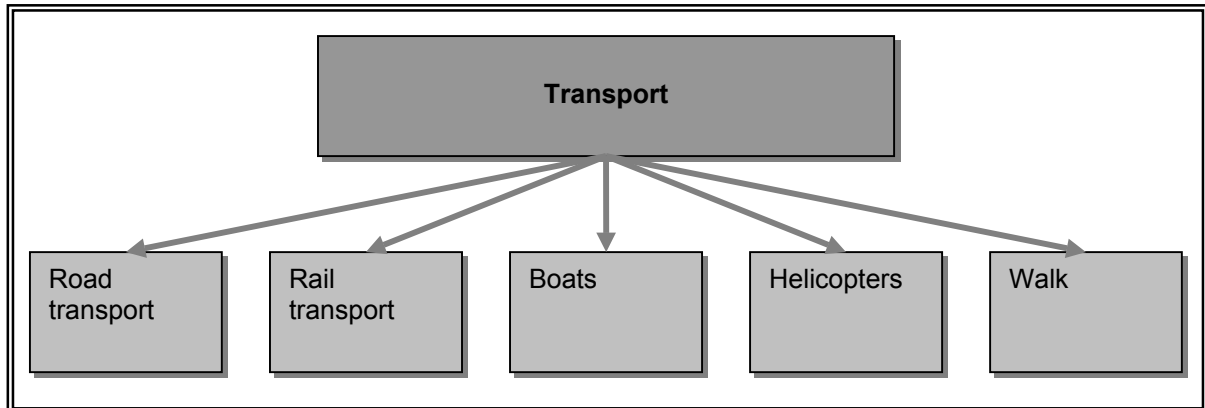 Transport
Road
transport
Rail
transport
Boats
Helicopters
Walk